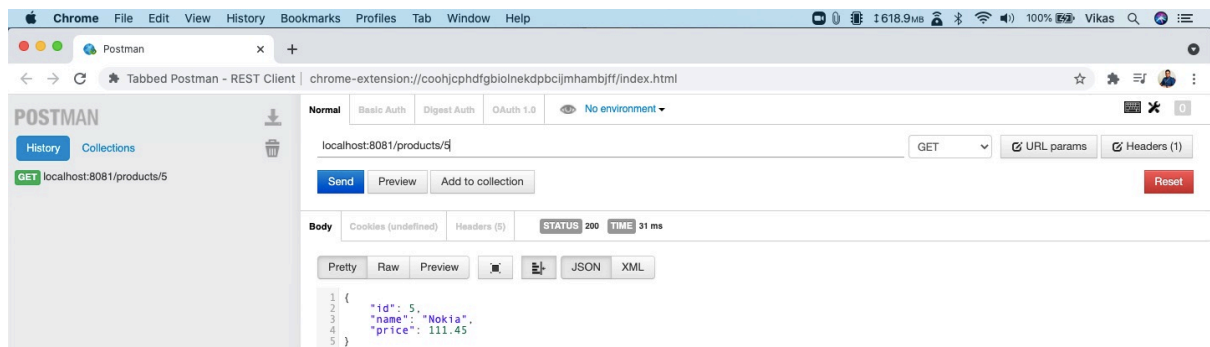 Chrome File Edit View History Bookmarks Profiles Tab Window Help 1618.9MB 100% Vikas
Postman
Tabbed Postman - REST Client | chrome-extension://coohjcphdfgbiolnekdpbcijmhambjff/index.html
POSTMAN
History Collections
GET localhost:8081/products/5
Normal Basic Auth Digest Auth OAuth 1.0 No environment 0
localhost:8081/products/5 GET URL params Headers (1)
Send Preview Add to collection Reset
Body Cookies (undefined) Headers (5) STATUS 200 TIME 31 ms
Pretty Raw Preview JSON XML
1 {
2 "id": 5,
3 "name": "Nokia",
4 "price": 111.45
5 }